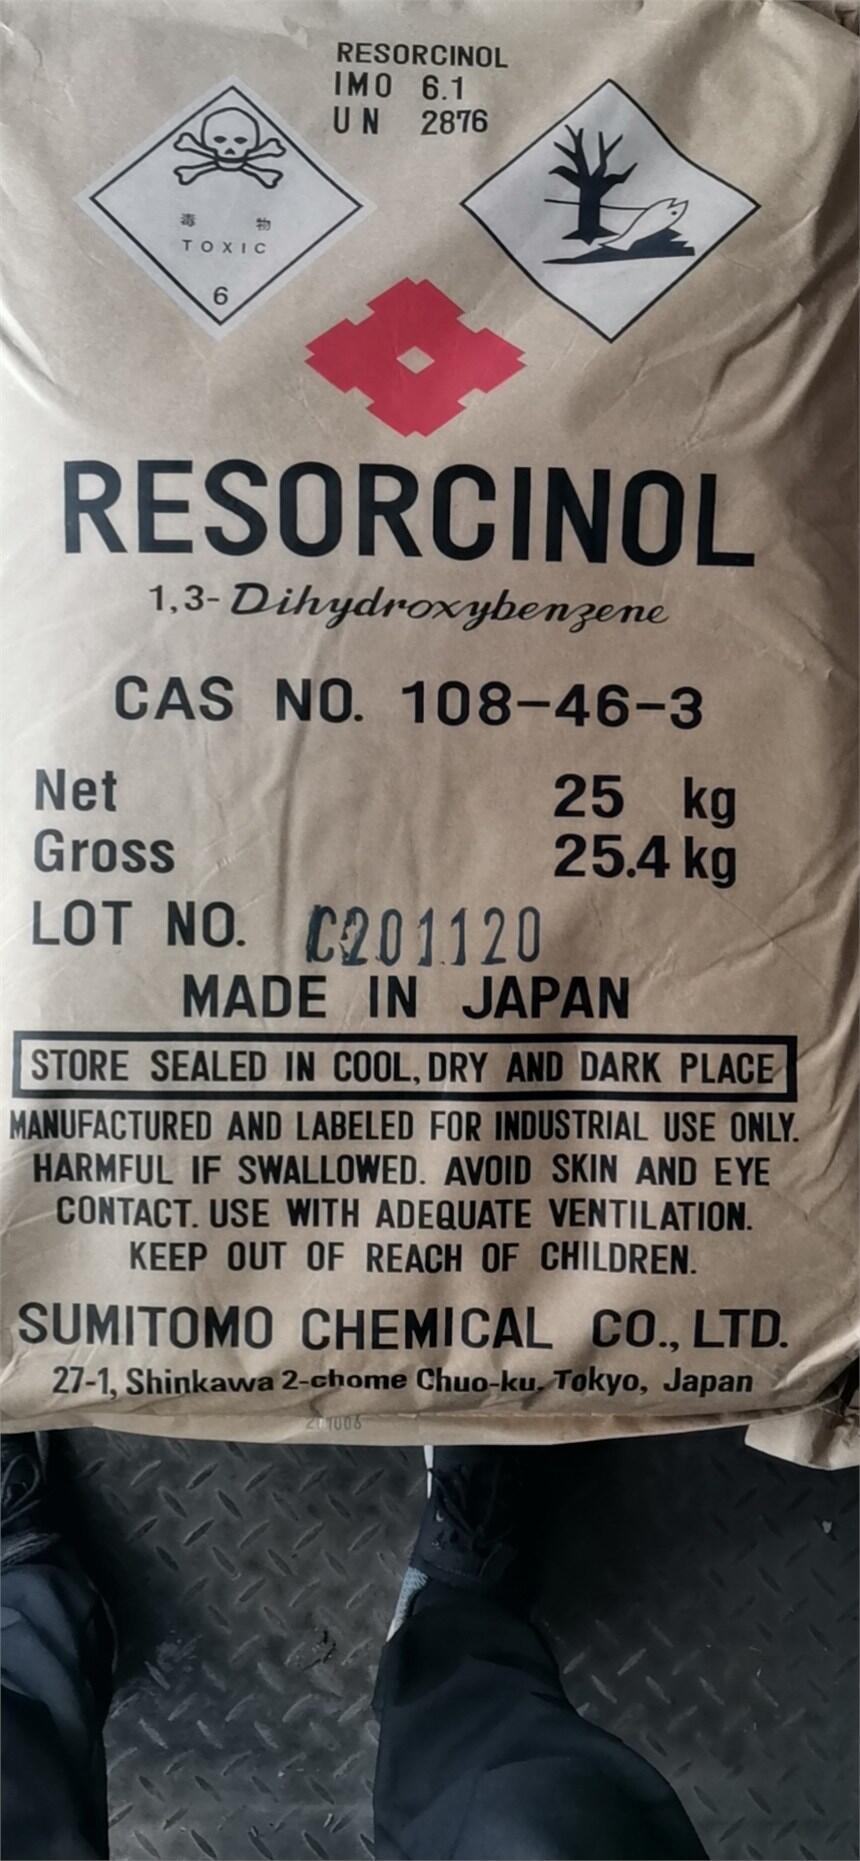 RESORCINOL
IMO 6.1
UN 2876
毒 物
TOXIC
6
RESORCINOL
1,3-Dihydroxybenzene
CAS NO. 108-46-3
Net 25 kg
Gross 25.4 kg
LOT NO. C201120
MADE IN JAPAN
STORE SEALED IN COOL, DRY AND DARK PLACE
MANUFACTURED AND LABELED FOR INDUSTRIAL USE ONLY.
HARMFUL IF SWALLOWED. AVOID SKIN AND EYE
CONTACT. USE WITH ADEQUATE VENTILATION.
KEEP OUT OF REACH OF CHILDREN.
SUMITOMO CHEMICAL CO., LTD.
27-1, Shinkawa 2-chome Chuo-ku, Tokyo, Japan